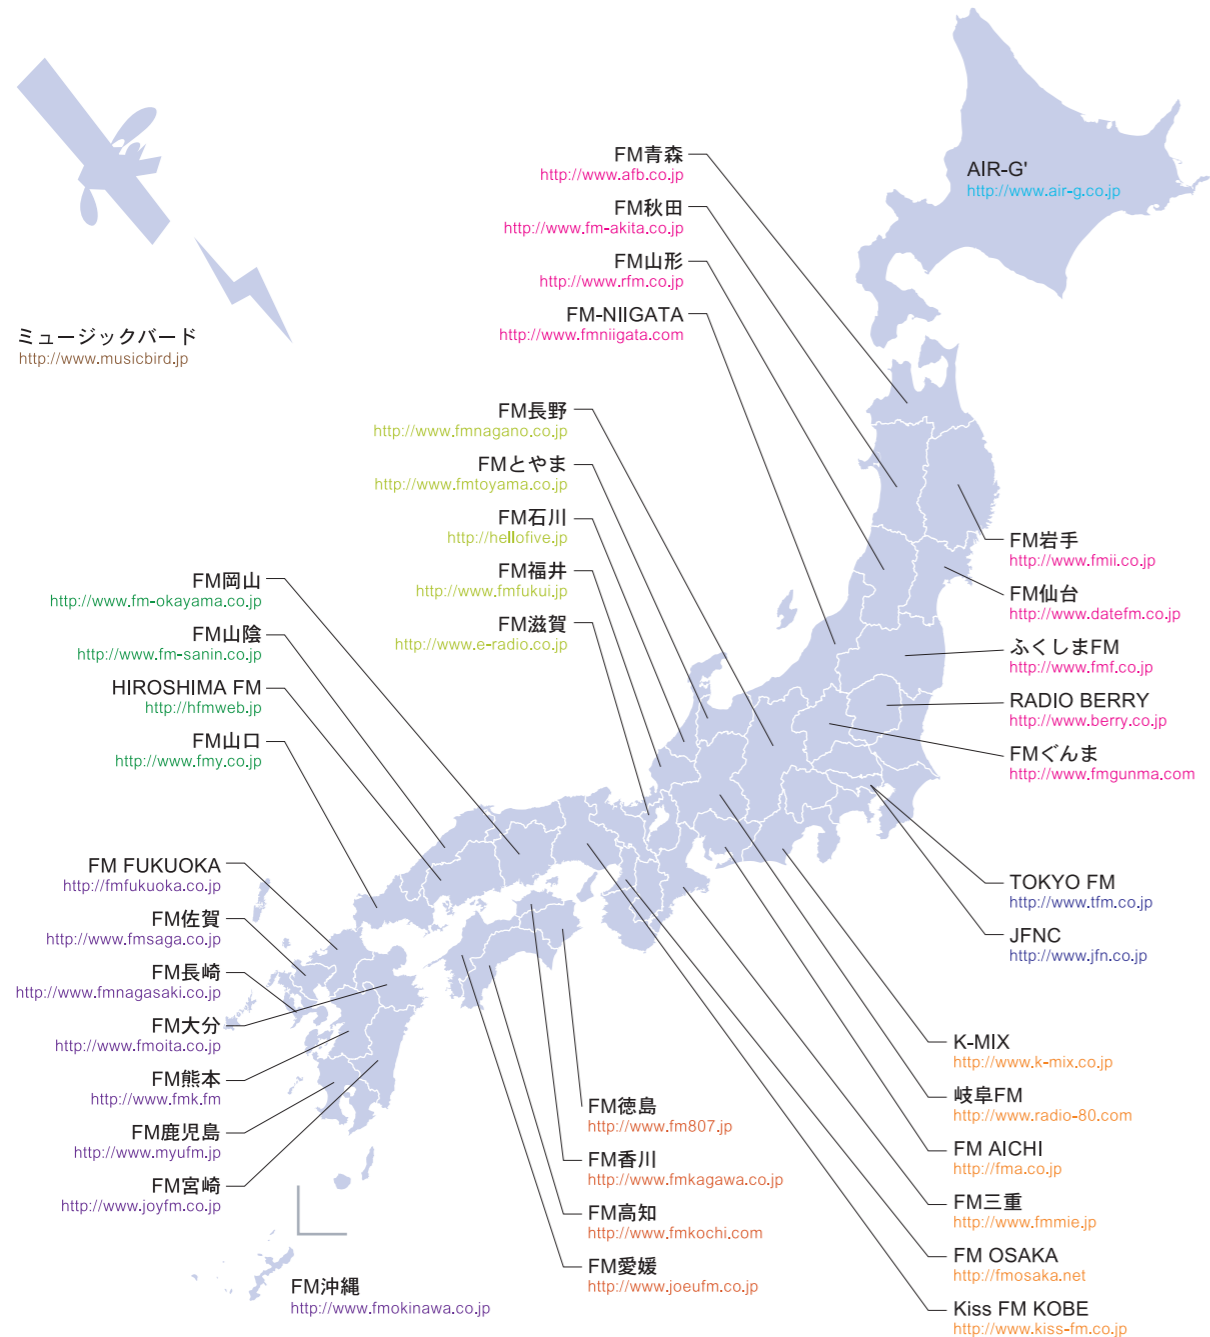 AIR-G'
http://www.air-g.co.jp
FM青森
http://www.afb.co.jp
FM秋田
http://www.fm-akita.co.jp
FM山形
http://www.rfm.co.jp
FM-NIIGATA
http://www.fmniigata.com
ミュージックバード
http://www.musicbird.jp
FM長野
http://www.fmnagano.co.jp
FMとやま
http://www.fmtoyama.co.jp
FM石川
http://hellofive.jp
FM福井
http://www.fmfukui.jp
FM滋賀
http://www.e-radio.co.jp
FM岩手
http://www.fmii.co.jp
FM仙台
http://www.datefm.co.jp
ふくしまFM
http://www.fmf.co.jp
RADIO BERRY
http://www.berry.co.jp
FMぐんま
http://www.fmgunma.com
FM岡山
http://www.fm-okayama.co.jp
FM山陰
http://www.fm-sanin.co.jp
HIROSHIMA FM
http://hfmweb.jp
FM山口
http://www.fmy.co.jp
TOKYO FM
http://www.tfm.co.jp
JFNC
http://www.jfn.co.jp
FM FUKUOKA
http://fmfukuoka.co.jp
FM佐賀
http://www.fmsaga.co.jp
FM長崎
http://www.fmnagasaki.co.jp
FM大分
http://www.fmoita.co.jp
FM熊本
http://www.fmk.fm
FM鹿児島
http://www.myufm.jp
FM宮崎
http://www.joyfm.co.jp
FM沖縄
http://www.fmokinawa.co.jp
FM徳島
http://www.fm807.jp
FM香川
http://www.fmkagawa.co.jp
FM高知
http://www.fmkochi.com
FM愛媛
http://www.joeufm.co.jp
K-MIX
http://www.k-mix.co.jp
岐阜FM
http://www.radio-80.com
FM AICHI
http://fma.co.jp
FM三重
http://www.fmmie.jp
FM OSAKA
http://fmosaka.net
Kiss FM KOBE
http://www.kiss-fm.co.jp